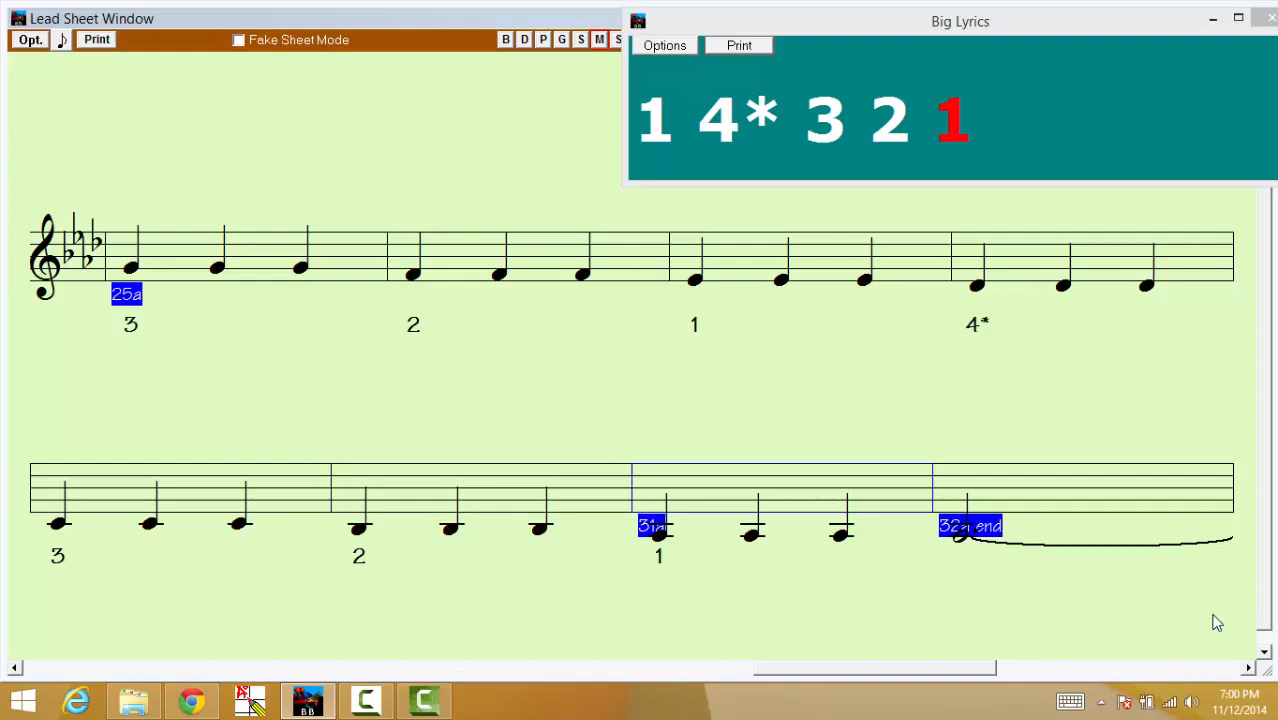 Lead Sheet Window
Big Lyrics
Opt. Print Fake Sheet Mode B D P G S M S
Options Print
1 4* 3 2 1
25a
3 2 1 4*
31a 32a end
3 2 1
BB
7:00 PM
11/12/2014